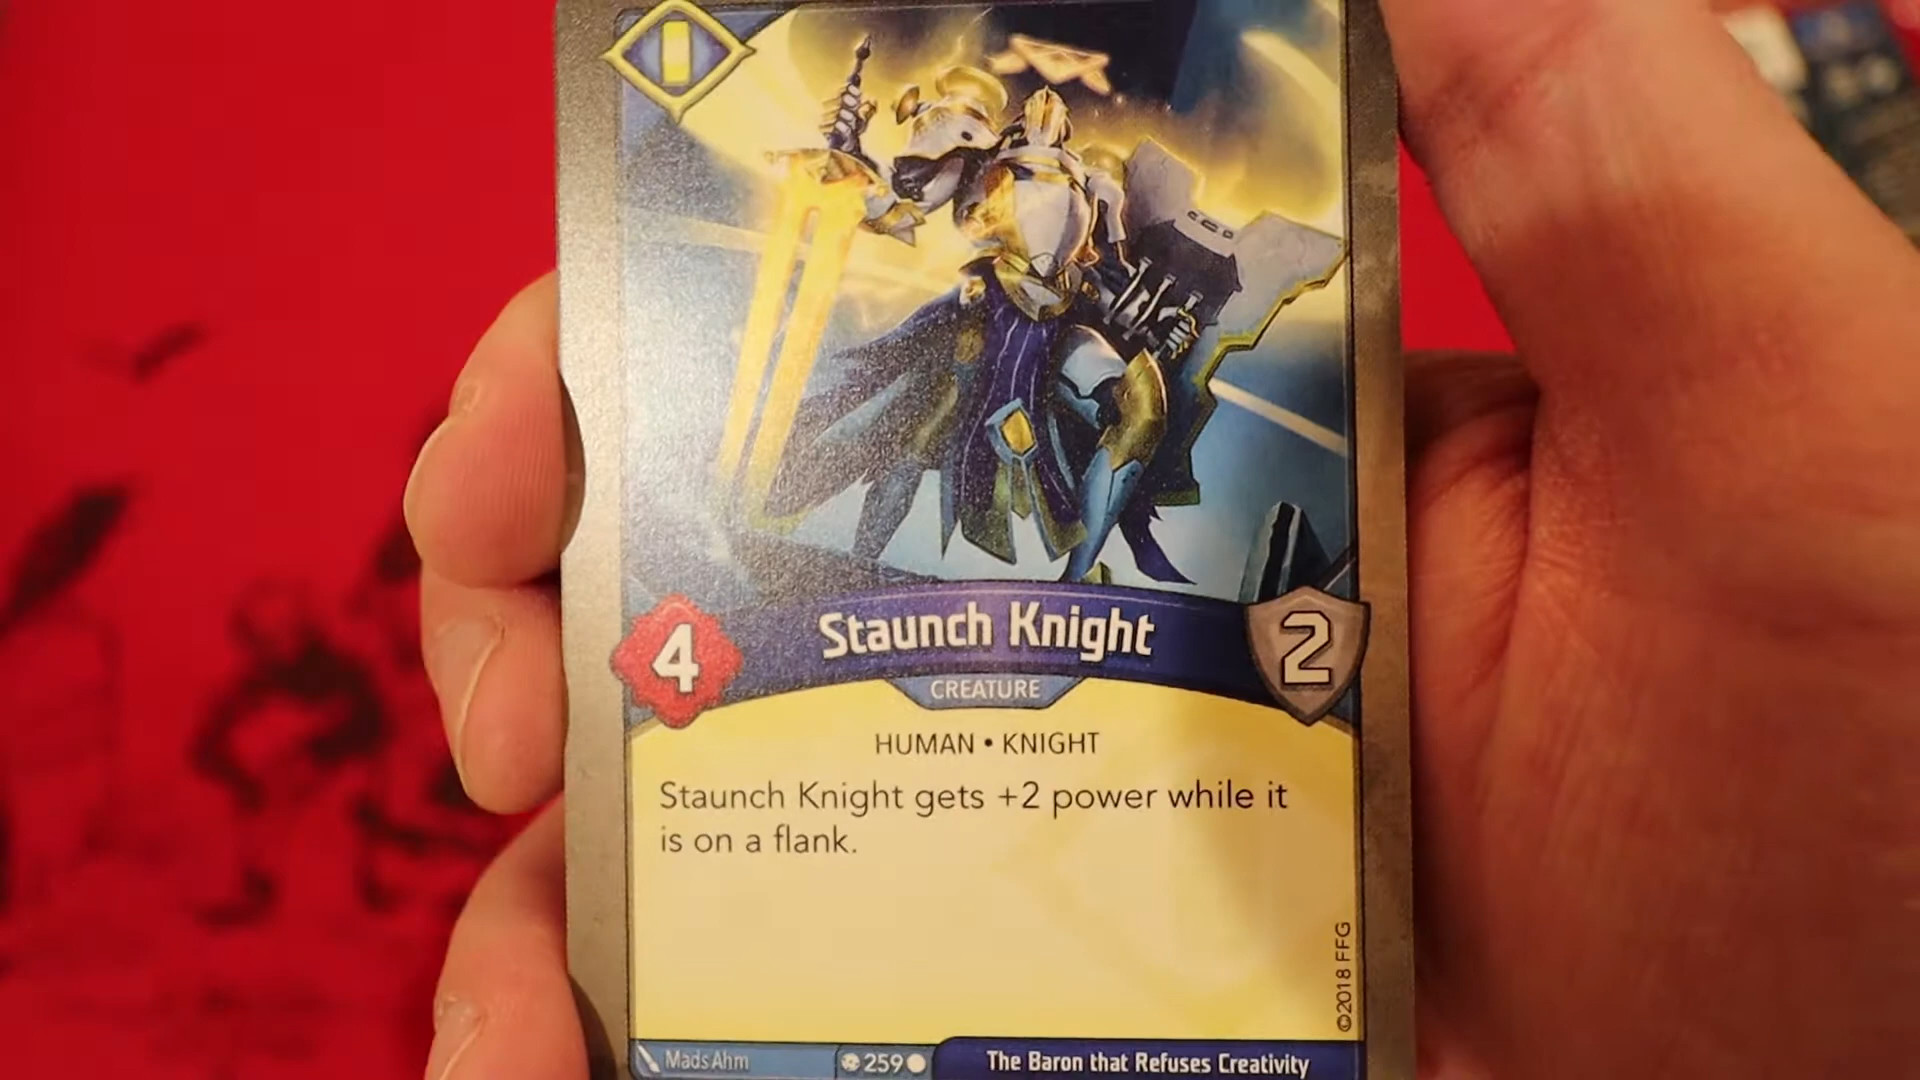 Staunch Knight
4
2
CREATURE
HUMAN • KNIGHT
Staunch Knight gets +2 power while it
is on a flank.
©2018 FFG
Mads Ahm
259
The Baron that Refuses Creativity